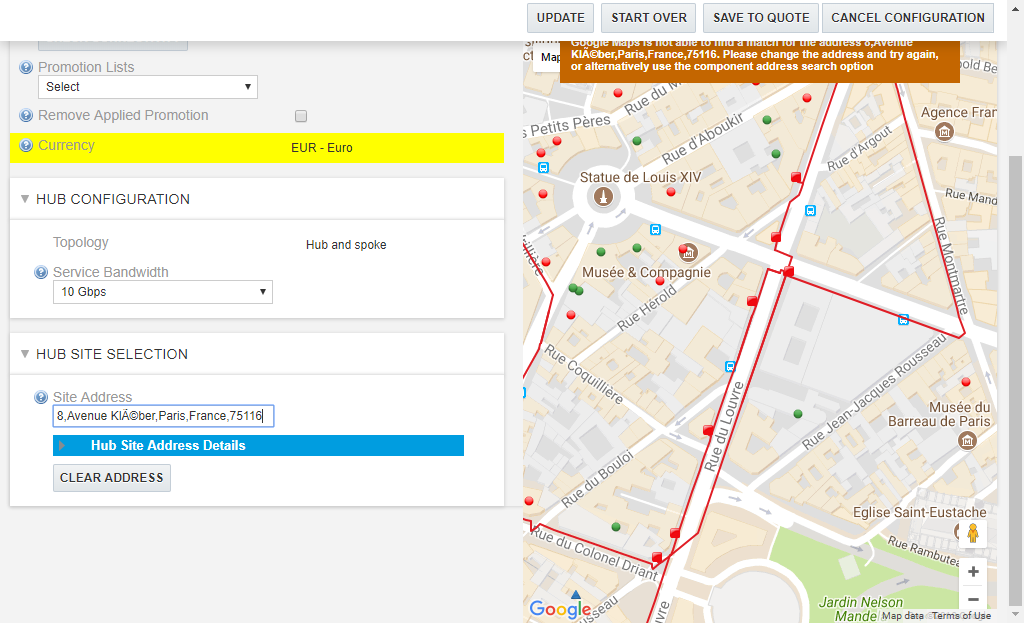 UPDATE
START OVER
SAVE TO QUOTE
CANCEL CONFIGURATION
Promotion Lists
Select
Remove Applied Promotion
Currency
EUR - Euro
HUB CONFIGURATION
Topology
Hub and spoke
Service Bandwidth
10 Gbps
HUB SITE SELECTION
Site Address
8,Avenue KlÃ©ber,Paris,France,75116
Hub Site Address Details
CLEAR ADDRESS
Map
Google Maps is not able to find a match for the address 8,Avenue
KlÃ©ber,Paris,France,75116. Please change the address and try again,
or alternatively use the component address search option
Rue du M
s Petits Pères
Rue d'Aboukir
Rue d'Argout
Agence Fran
Statue de Louis XIV
Rue Mand
Rue Montmartre
Musée & Compagnie
Rue Hérold
Rue Coquillière
Rue Jean-Jacques Rousseau
Musée du
Barreau de Paris
Rue du Louvre
Rue du Bouloi
Eglise Saint-Eustache
Rue Rambutea
Rue du Colonel Driant
Jardin Nelson
Mande
Google
Map data
Terms of Use